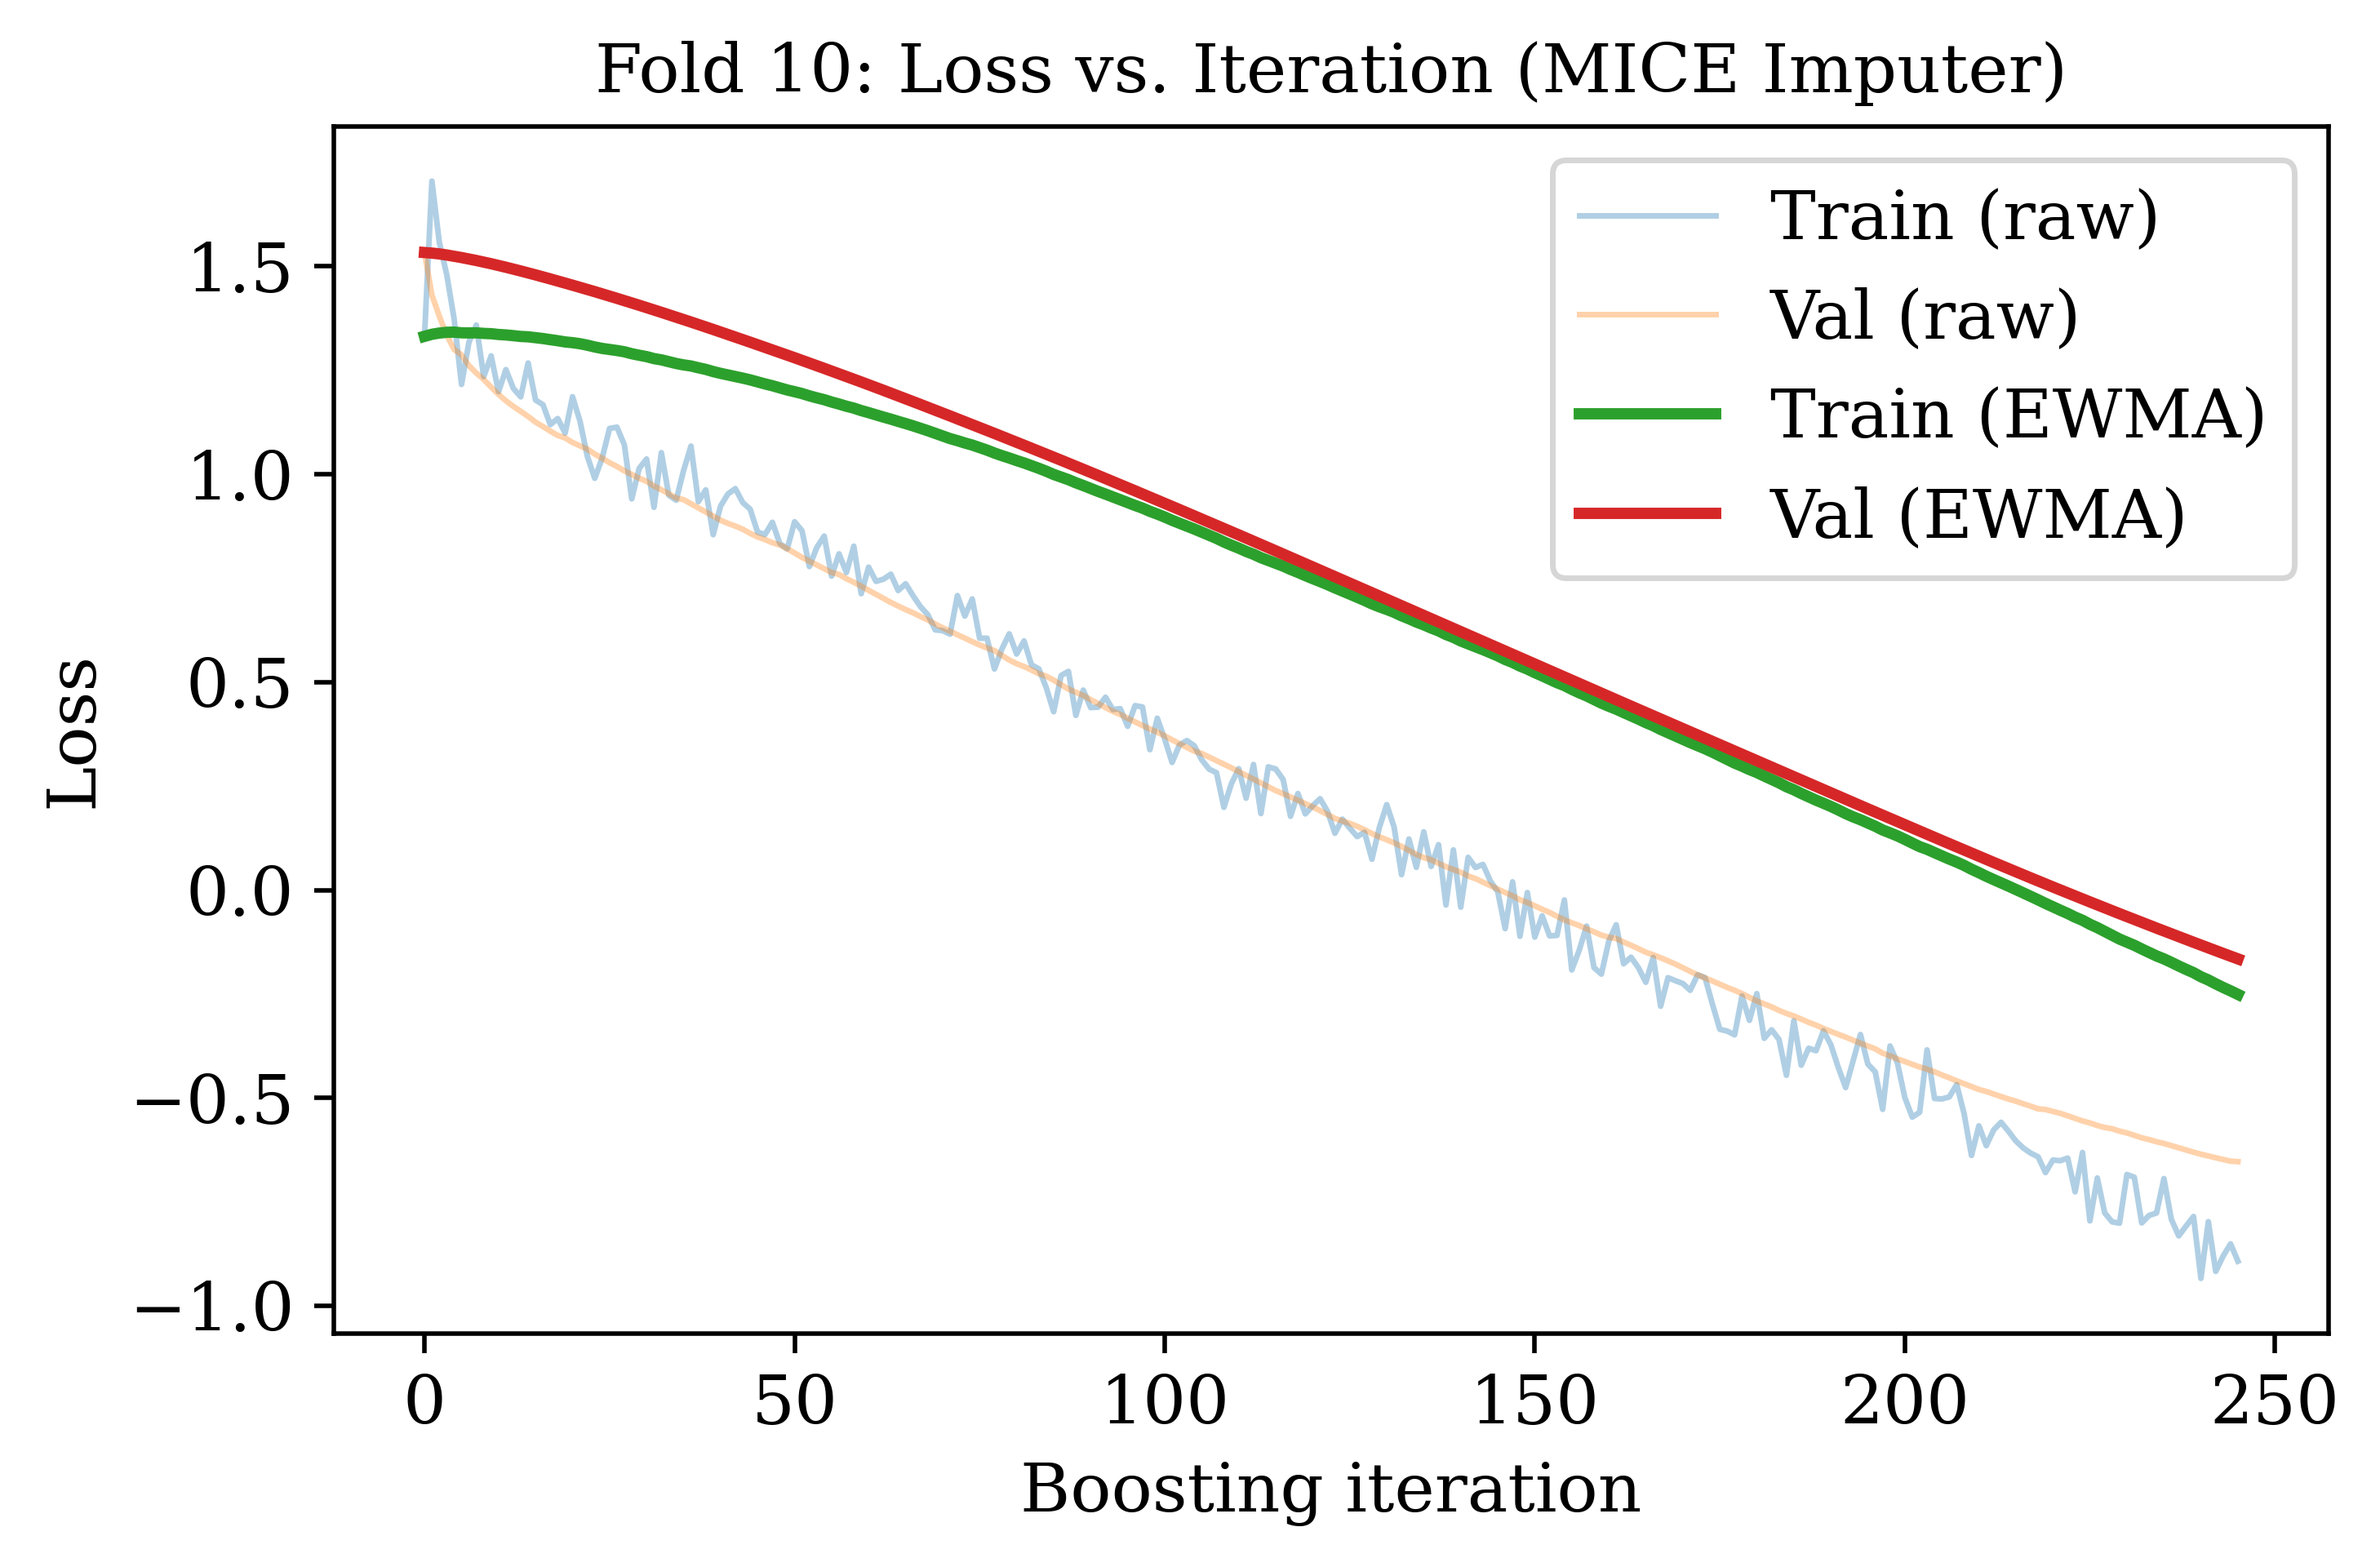 Fold 10: Loss vs. Iteration (MICE Imputer)
Train (raw)
Val (raw)
Train (EWMA)
Val (EWMA)
Loss
1.5
1.0
0.5
0.0
−0.5
−1.0
0 50 100 150 200 250
Boosting iteration